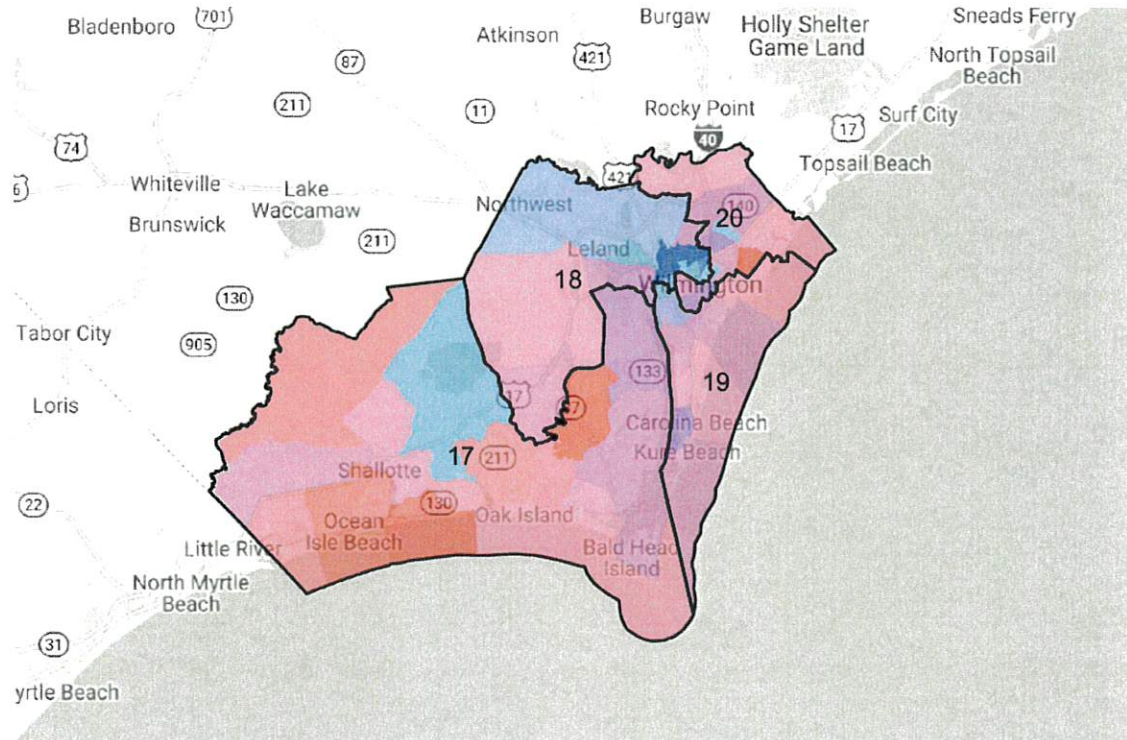 701
Bladenboro
Burgaw
Holly Shelter
Game Land
Sneads Ferry
Atkinson
421
87
North Topsail
Beach
211
11
Rocky Point
Surf City
40
17
74
Topsail Beach
421
6
Whiteville
Lake
Waccamaw
Northwest
140
Brunswick
20
211
Leland
18
Wilmington
130
Tabor City
905
133
19
17
Loris
87
Carolina Beach
Kure Beach
17
211
Shallotte
22
130
Oak Island
Ocean
Isle Beach
Little River
Bald Head
Island
North Myrtle
Beach
31
yrtle Beach